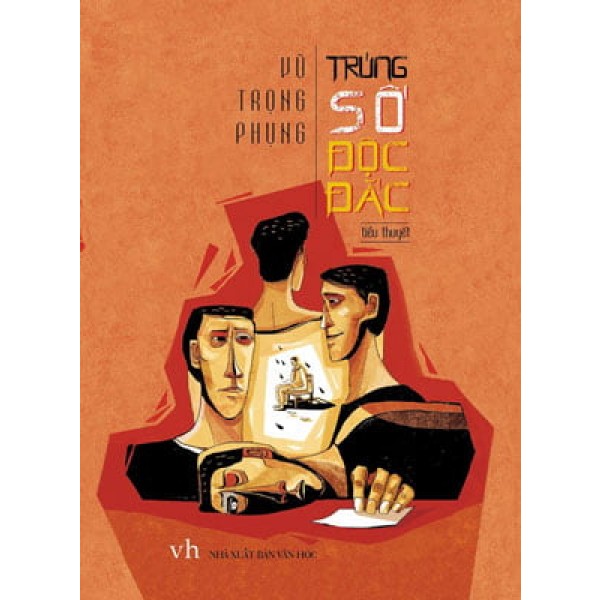 VŨ
TRỌNG
PHỤNG
TRÚNG
SỐ
ĐỘC
ĐẮC
tiểu thuyết
vh NHÀ XUẤT BẢN VĂN HỌC